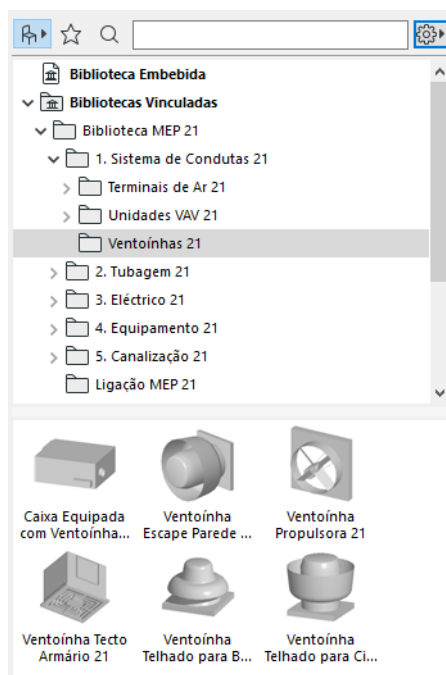 Biblioteca Embebida
Bibliotecas Vinculadas
Biblioteca MEP 21
1. Sistema de Condutas 21
Terminais de Ar 21
Unidades VAV 21
Ventoínhas 21
2. Tubagem 21
3. Eléctrico 21
4. Equipamento 21
5. Canalização 21
Ligação MEP 21
Caixa Equipada
com Ventoínha...
Ventoínha
Escape Parede ...
Ventoínha
Propulsora 21
Ventoínha Tecto
Armário 21
Ventoínha
Telhado para B...
Ventoínha
Telhado para Ci...